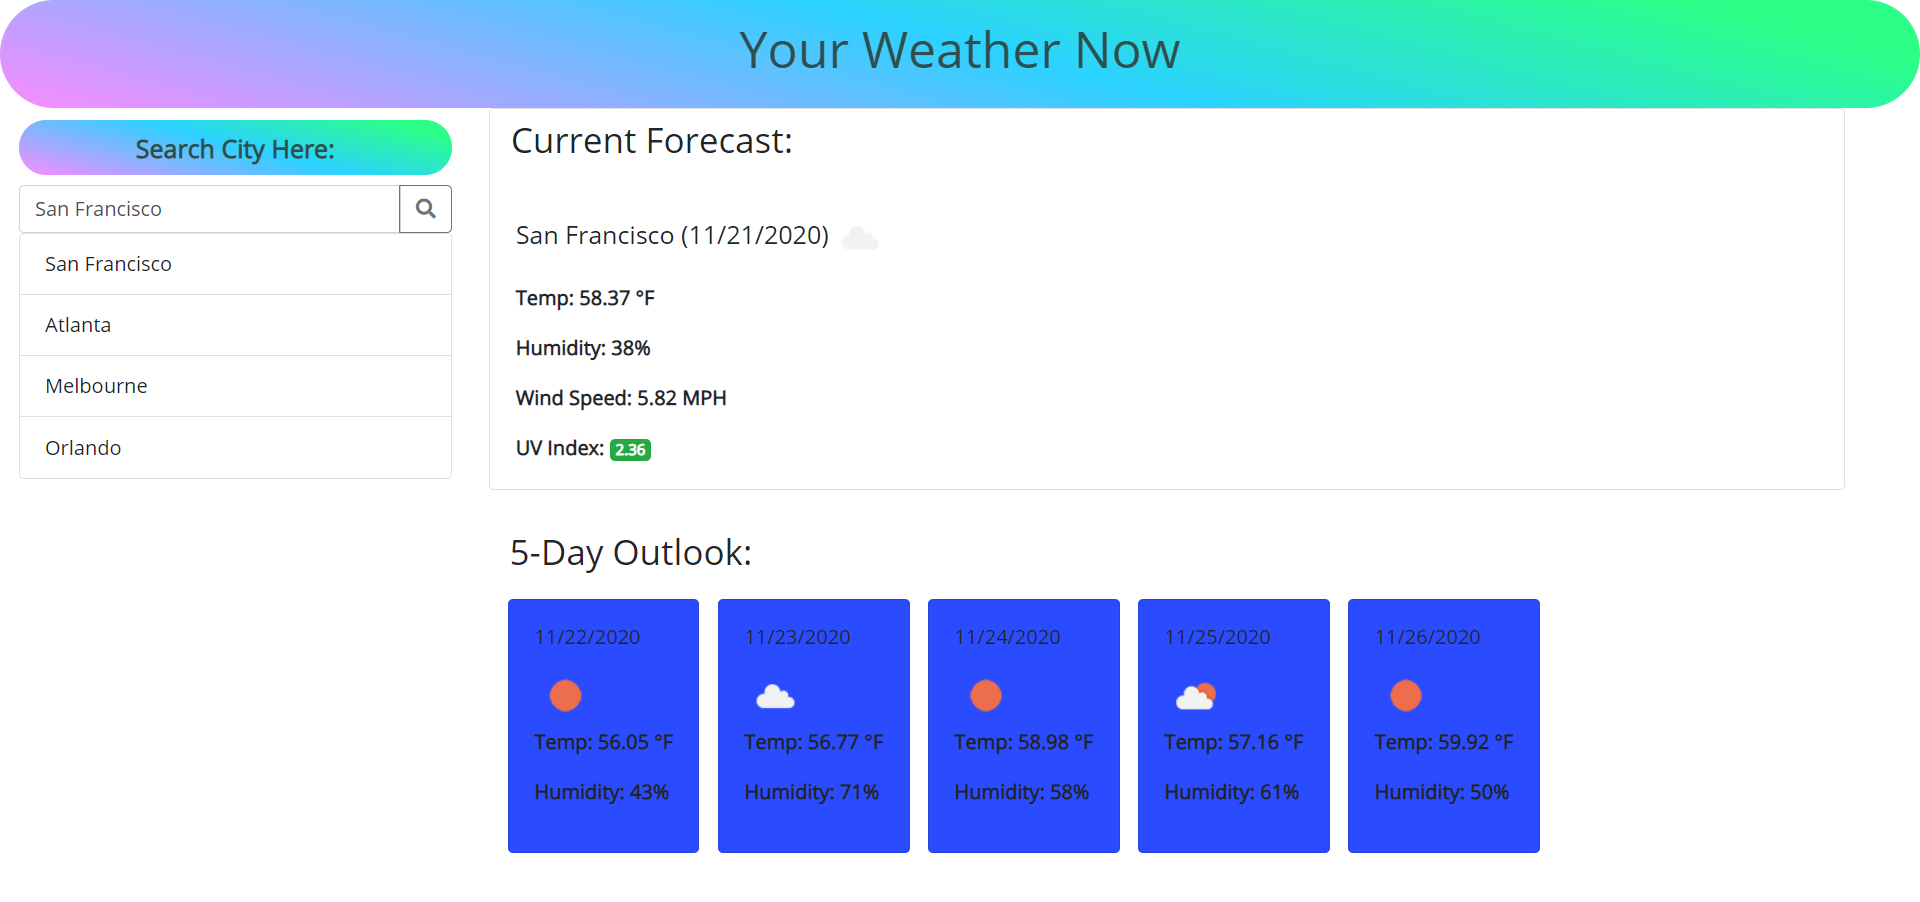 Your Weather Now
Search City Here:
San Francisco
San Francisco
Atlanta
Melbourne
Orlando
Current Forecast:
San Francisco (11/21/2020)
Temp: 58.37 °F
Humidity: 38%
Wind Speed: 5.82 MPH
UV Index: 2.36
5-Day Outlook:
11/22/2020
Temp: 56.05 °F
Humidity: 43%
11/23/2020
Temp: 56.77 °F
Humidity: 71%
11/24/2020
Temp: 58.98 °F
Humidity: 58%
11/25/2020
Temp: 57.16 °F
Humidity: 61%
11/26/2020
Temp: 59.92 °F
Humidity: 50%